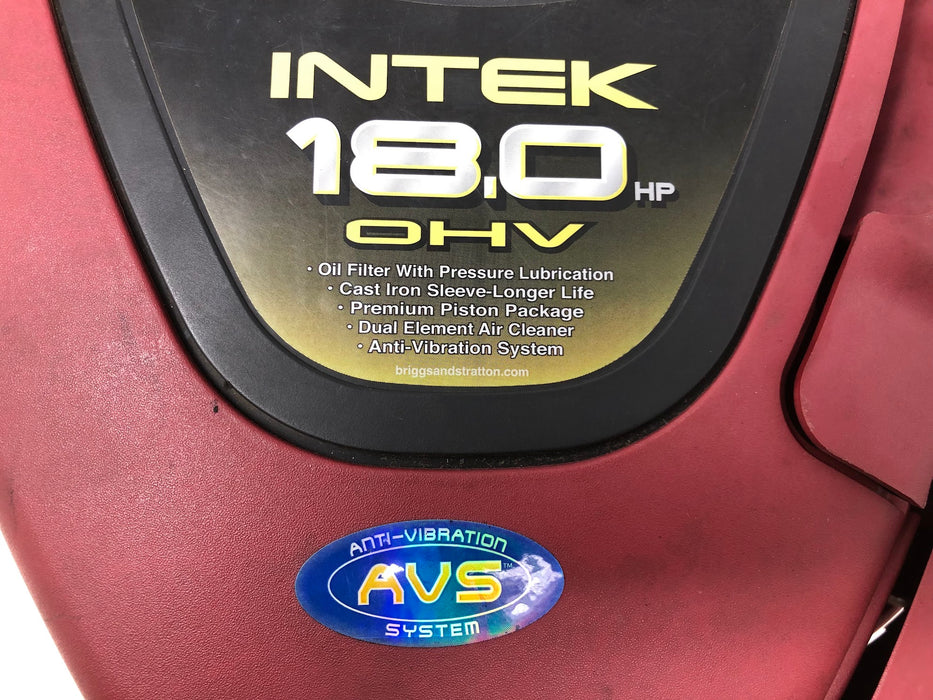 INTEK
18.0 HP
OHV
· Oil Filter With Pressure Lubrication
· Cast Iron Sleeve-Longer Life
· Premium Piston Package
· Dual Element Air Cleaner
· Anti-Vibration System
briggsandstratton.com
ANTI-VIBRATION
AVS™
SYSTEM